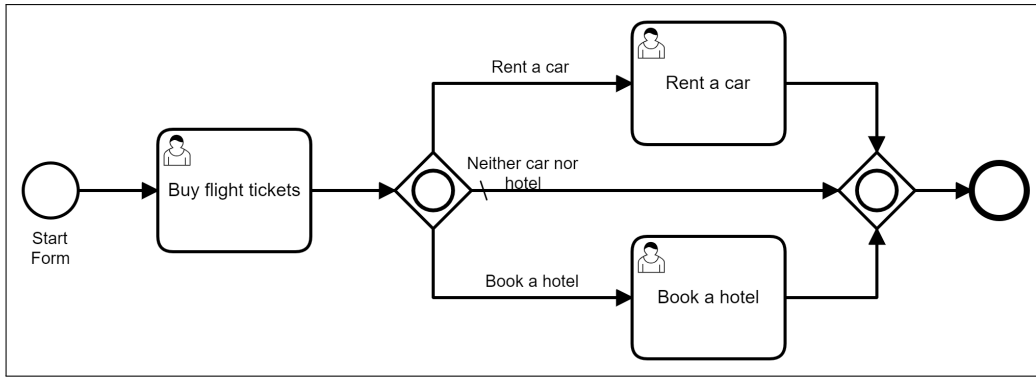 Start
Form
Buy flight tickets
Rent a car
Rent a car
Neither car nor
hotel
Book a hotel
Book a hotel